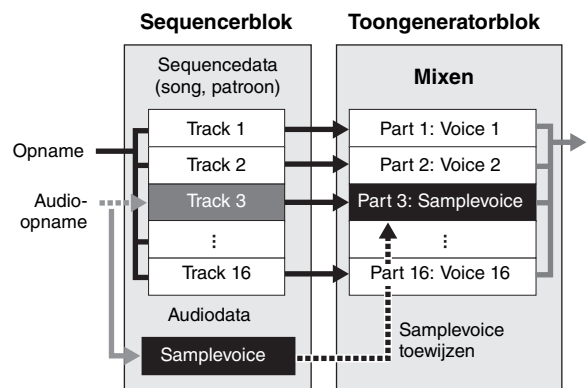 Sequencerblok
Toongeneratorblok
Sequencedata
(song, patroon)
Mixen
Opname
Track 1
Part 1: Voice 1
Track 2
Part 2: Voice 2
Audio-
opname
Track 3
Part 3: Samplevoice
⋮
⋮
Track 16
Part 16: Voice 16
Audiodata
Samplevoice
Samplevoice
toewijzen